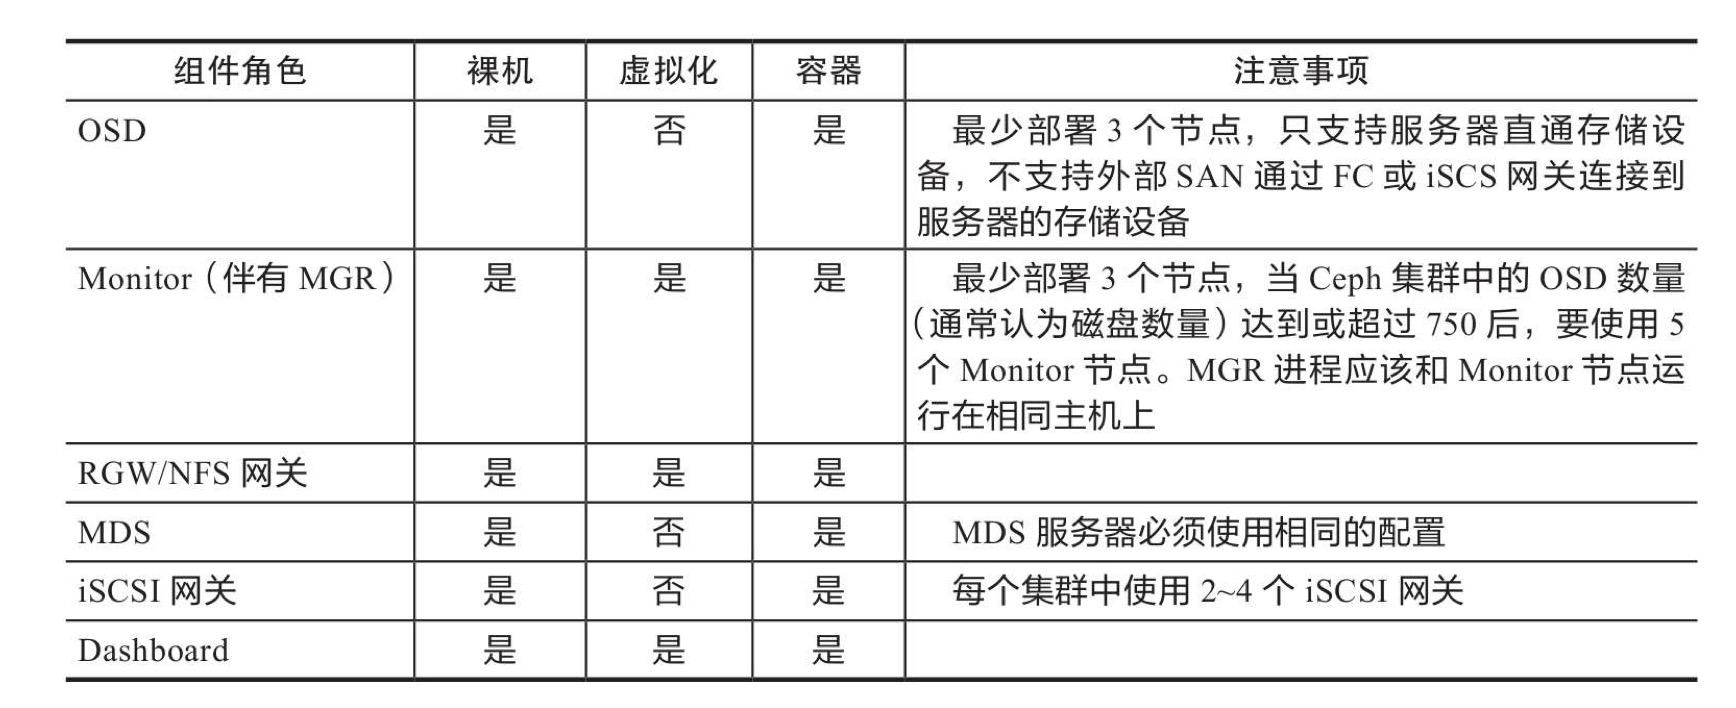 组件角色 裸机 虚拟化 容器 注意事项
OSD 是 否 是 最少部署 3 个节点，只支持服务器直通存储设
备，不支持外部 SAN 通过 FC 或 iSCS 网关连接到
服务器的存储设备
Monitor（伴有 MGR） 是 是 是 最少部署 3 个节点，当 Ceph 集群中的 OSD 数量
（通常认为磁盘数量）达到或超过 750 后，要使用 5
个 Monitor 节点。MGR 进程应该和 Monitor 节点运
行在相同主机上
RGW/NFS 网关 是 是 是
MDS 是 否 是 MDS 服务器必须使用相同的配置
iSCSI 网关 是 否 是 每个集群中使用 2~4 个 iSCSI 网关
Dashboard 是 是 是